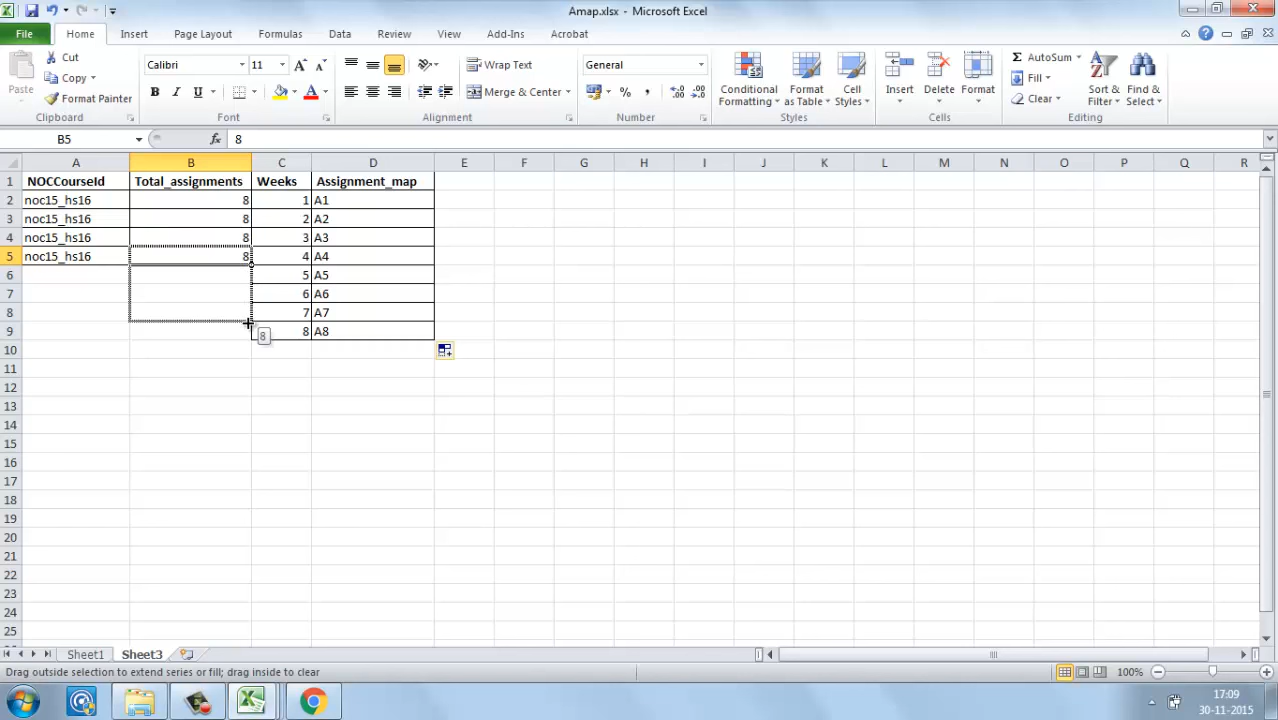 Amap.xlsx - Microsoft Excel
File Home Insert Page Layout Formulas Data Review View Add-Ins Acrobat
Cut
Copy
Format Painter
Paste
Clipboard
Calibri 11
B I U
Font
Wrap Text
Merge & Center
Alignment
General
%
Number
Conditional Formatting
Format as Table
Cell Styles
Styles
Insert Delete Format
Cells
AutoSum
Fill
Clear
Sort & Filter
Find & Select
Editing
B5 fx 8
A B C D E F G H I J K L M N O P Q R
1 NOCCourseId Total_assignments Weeks Assignment_map
2 noc15_hs16 8 1 A1
3 noc15_hs16 8 2 A2
4 noc15_hs16 8 3 A3
5 noc15_hs16 8 4 A4
6 5 A5
7 6 A6
8 7 A7
9 8 8 A8
10
11
12
13
14
15
16
17
18
19
20
21
22
23
24
25
Sheet1 Sheet3
Drag outside selection to extend series or fill; drag inside to clear
100%
17:09
30-11-2015